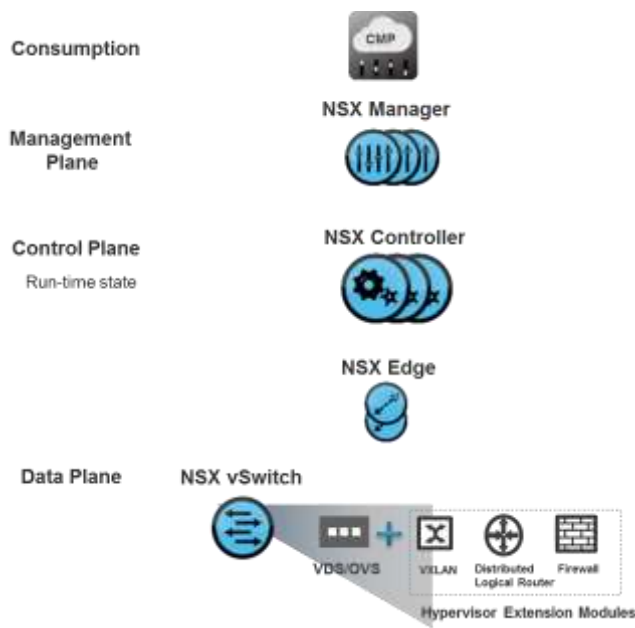 Consumption
CMP
NSX Manager
Management
Plane
Control Plane
Run-time state
NSX Controller
NSX Edge
Data Plane
NSX vSwitch
VDS/OVS
VXLAN
Distributed
Logical Router
Firewall
Hypervisor Extension Modules